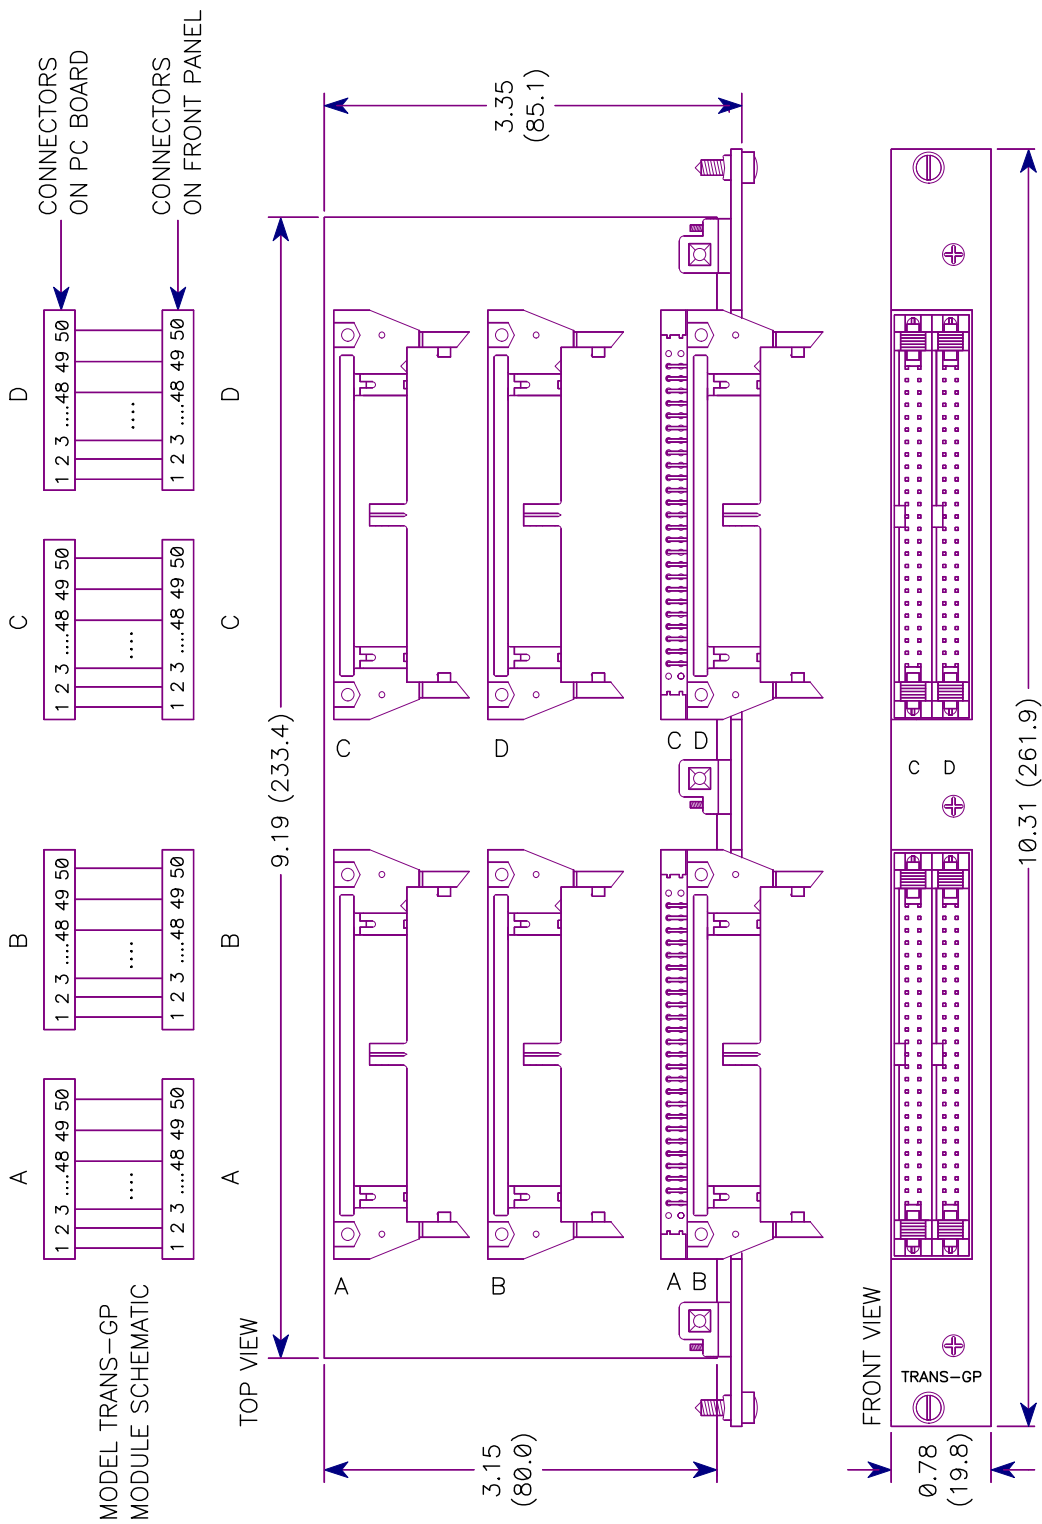 MODEL TRANS-GP
MODULE SCHEMATIC
A
B
C
D
1 2 3 ....48 49 50
1 2 3 ....48 49 50
1 2 3 ....48 49 50
1 2 3 ....48 49 50
CONNECTORS
ON PC BOARD
....
....
....
....
1 2 3 ....48 49 50
1 2 3 ....48 49 50
1 2 3 ....48 49 50
1 2 3 ....48 49 50
CONNECTORS
ON FRONT PANEL
A
B
C
D
TOP VIEW
9.19 (233.4)
A
C
B
D
3.15
(80.0)
3.35
(85.1)
A
B
C
D
FRONT VIEW
TRANS-GP
C
D
0.78
(19.8)
10.31 (261.9)